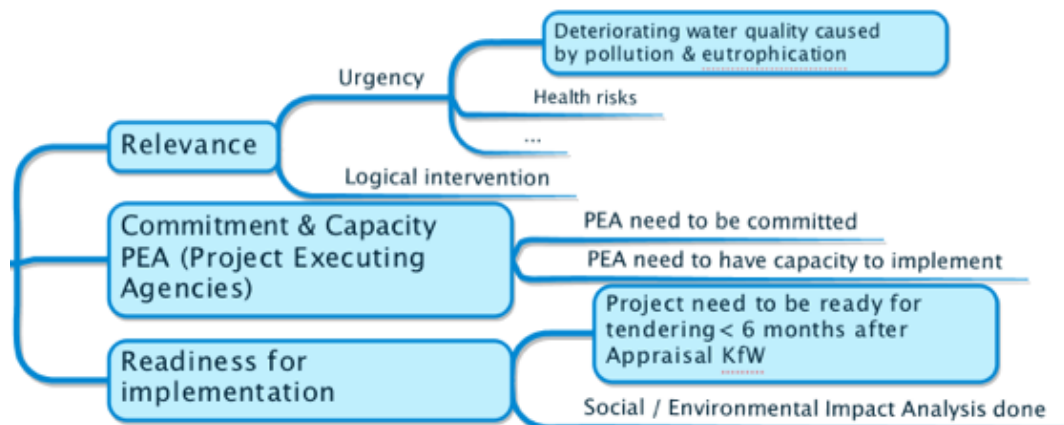 Deteriorating water quality caused
by pollution & eutrophication
Urgency
Health risks
...
Relevance
Logical intervention
Commitment & Capacity
PEA (Project Executing
Agencies)
PEA need to be committed
PEA need to have capacity to implement
Project need to be ready for
tendering< 6 months after
Appraisal KfW
Readiness for
implementation
Social / Environmental Impact Analysis done